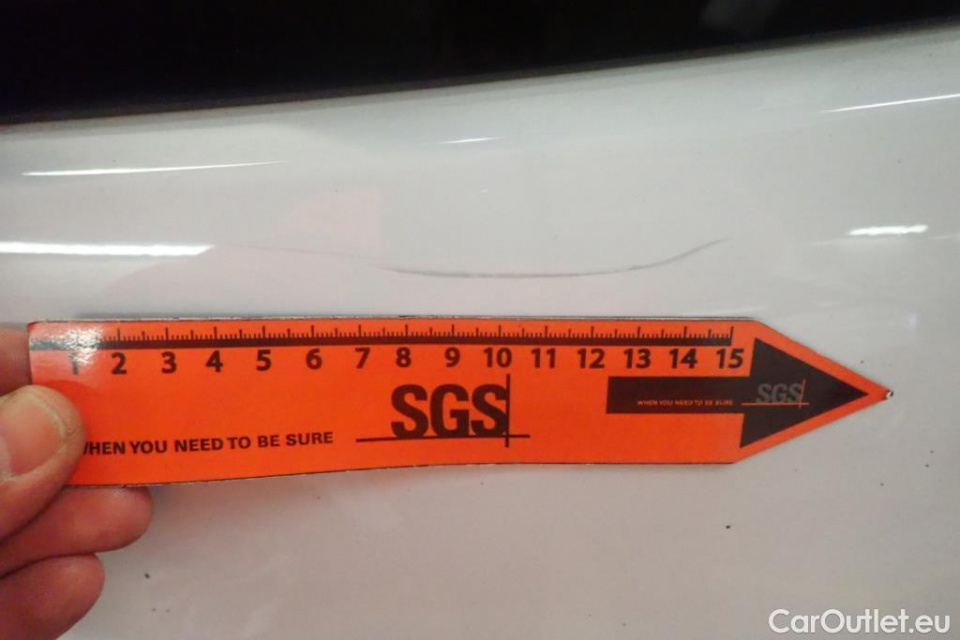 1 2 3 4 5 6 7 8 9 10 11 12 13 14 15
SGS
WHEN YOU NEED TO BE SURE
SGS
WHEN YOU NEED TO BE SURE
CarOutlet.eu